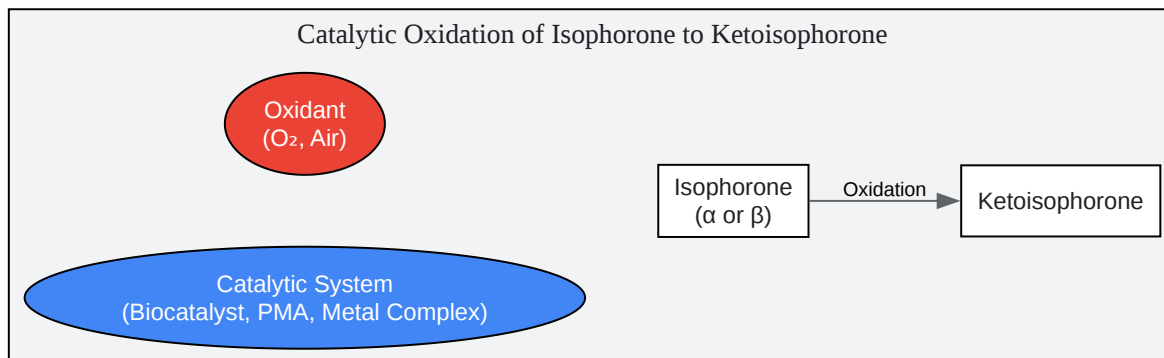 Catalytic Oxidation of Isophorone to Ketoisophorone
Oxidant
(O₂, Air)
Isophorone
(α or β)
Oxidation
Ketoisophorone
Catalytic System
(Biocatalyst, PMA, Metal Complex)